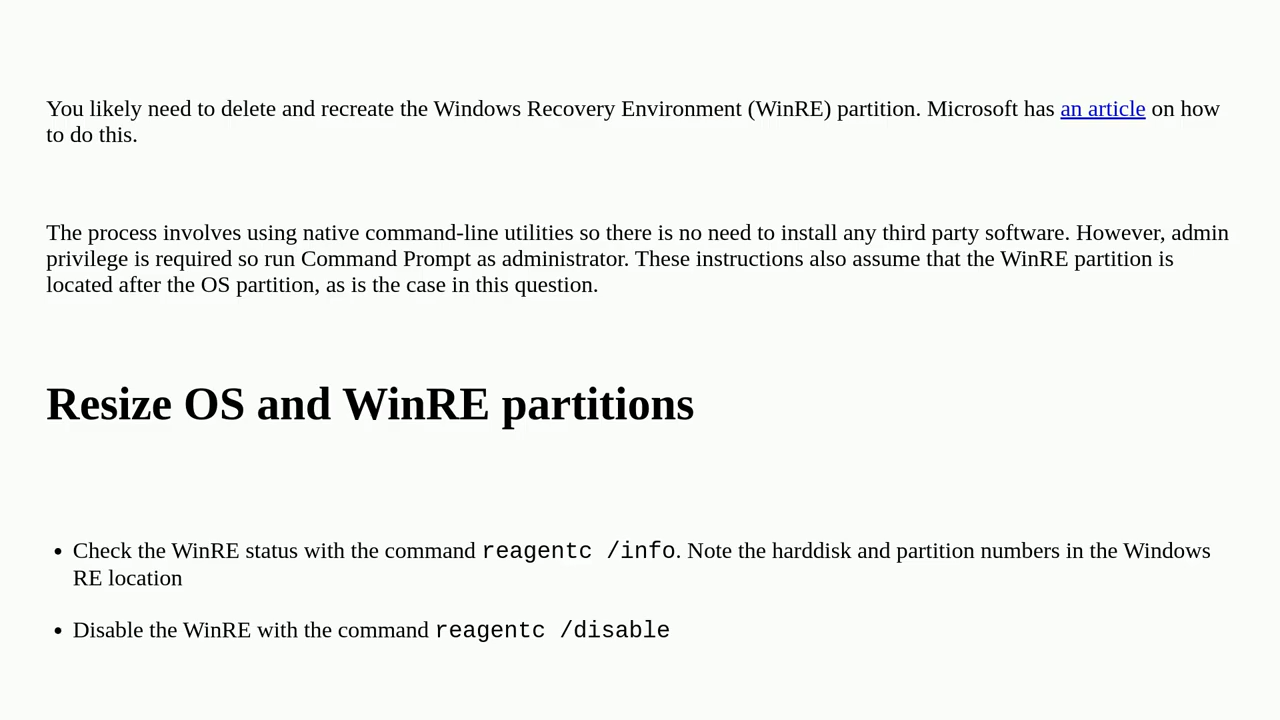 You likely need to delete and recreate the Windows Recovery Environment (WinRE) partition. Microsoft has an article on how
to do this.
The process involves using native command-line utilities so there is no need to install any third party software. However, admin
privilege is required so run Command Prompt as administrator. These instructions also assume that the WinRE partition is
located after the OS partition, as is the case in this question.
Resize OS and WinRE partitions
• Check the WinRE status with the command reagentc /info. Note the harddisk and partition numbers in the Windows
RE location
• Disable the WinRE with the command reagentc /disable